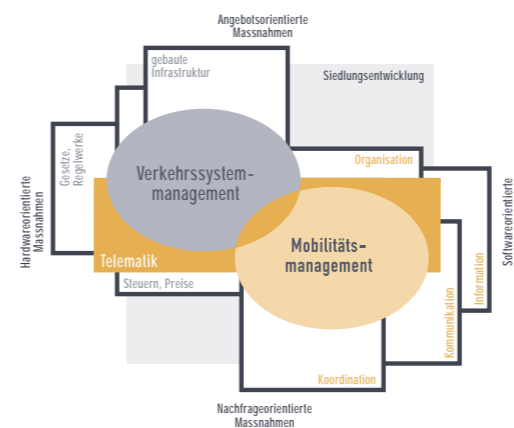 Angebotsorientierte
Massnahmen
gebaute
Infrastruktur
Siedlungsentwicklung
Gesetze,
Regelwerke
Organisation
Verkehrssystem-
management
Hardwareorientierte
Massnahmen
Softwareorientierte
Mobilitäts-
management
Telematik
Steuern, Preise
Information
Kommunikation
Koordination
Nachfrageorientierte
Massnahmen